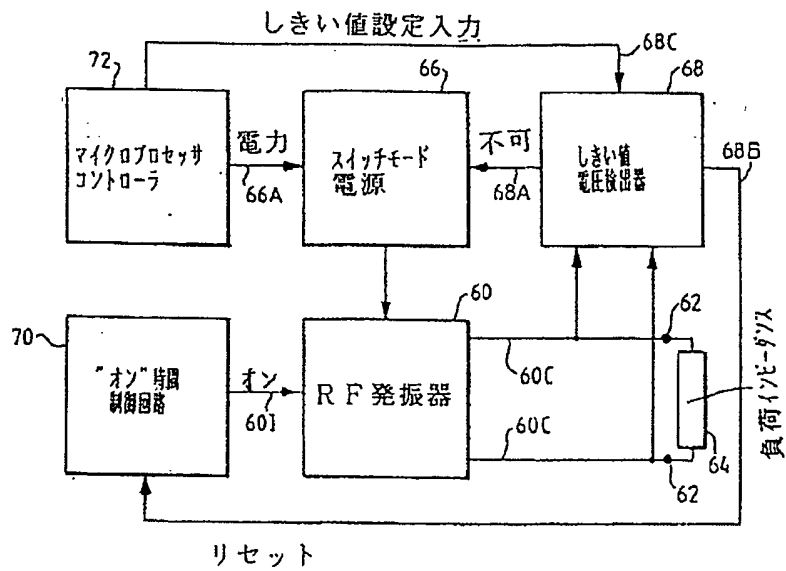 しきい値設定入力
68C
72
66
68
マイクロプロセッサ
コントローラ
電力
66A
スイッチモード
電源
不可
68A
しきい値
電圧検出器
68B
70
"オン"時間
制御回路
オン
60I
60
RF発振器
60C
60C
62
62
64
負荷インピーダンス
リセット